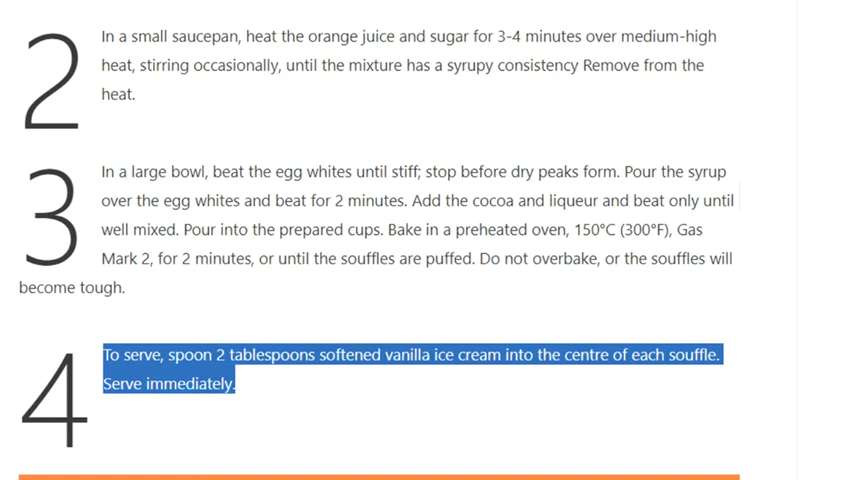 2
In a small saucepan, heat the orange juice and sugar for 3-4 minutes over medium-high
heat, stirring occasionally, until the mixture has a syrupy consistency Remove from the
heat.
3
In a large bowl, beat the egg whites until stiff; stop before dry peaks form. Pour the syrup
over the egg whites and beat for 2 minutes. Add the cocoa and liqueur and beat only until
well mixed. Pour into the prepared cups. Bake in a preheated oven, 150°C (300°F), Gas
Mark 2, for 2 minutes, or until the souffles are puffed. Do not overbake, or the souffles will
become tough.
4
To serve, spoon 2 tablespoons softened vanilla ice cream into the centre of each souffle.
Serve immediately.